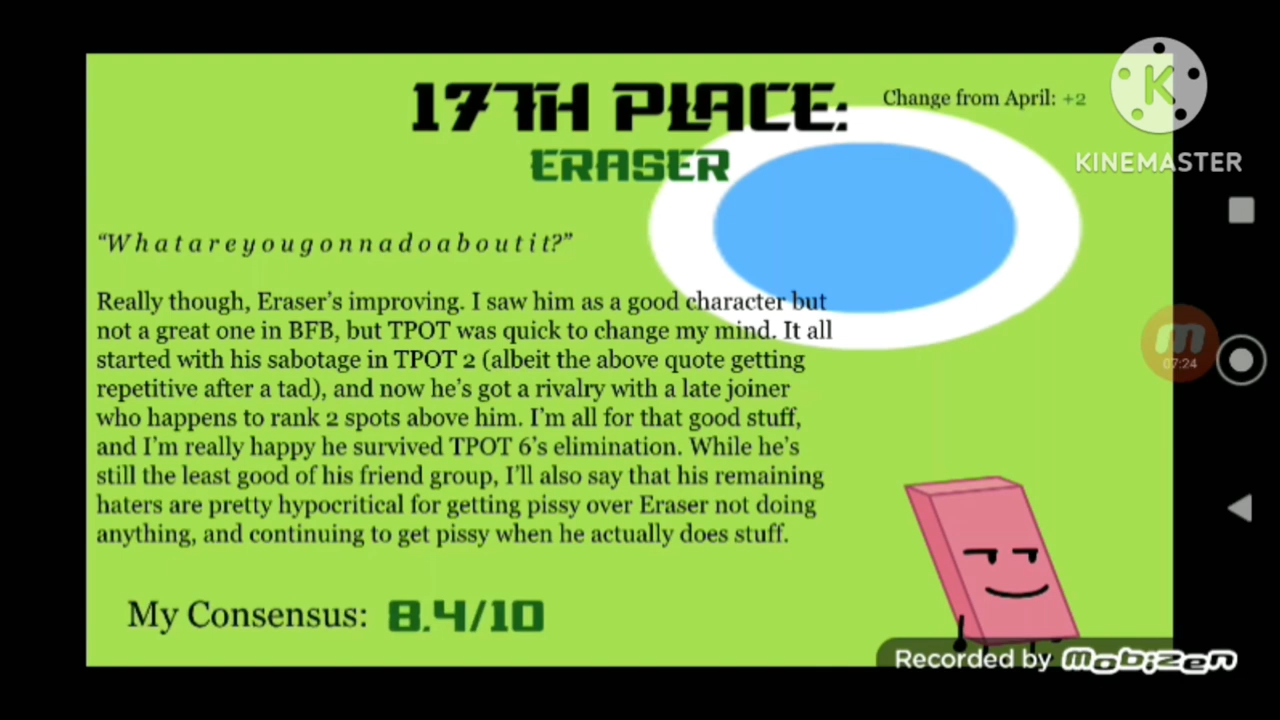 17TH PLACE:
Change from April: +2
KINEMASTER
ERASER
“W h a t a r e y o u g o n n a d o a b o u t i t?”
Really though, Eraser’s improving. I saw him as a good character but
not a great one in BFB, but TPOT was quick to change my mind. It all
started with his sabotage in TPOT 2 (albeit the above quote getting
repetitive after a tad), and now he’s got a rivalry with a late joiner
who happens to rank 2 spots above him. I’m all for that good stuff,
and I’m really happy he survived TPOT 6’s elimination. While he’s
still the least good of his friend group, I’ll also say that his remaining
haters are pretty hypocritical for getting pissy over Eraser not doing
anything, and continuing to get pissy when he actually does stuff.
07:24
My Consensus: 8.4/10
Recorded by mobizen